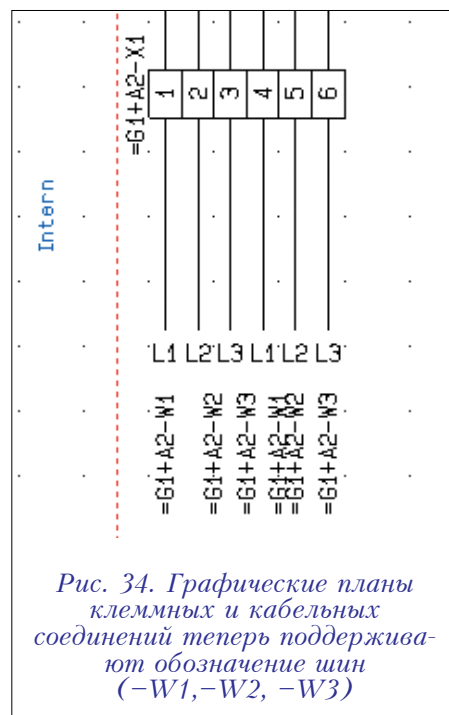 =G1+A2-X1
1 2 3 4 5 6
Intern
L1 L2 L3 L1 L2 L3
=G1+A2-W1
=G1+A2-W2
=G1+A2-W3
=G1+A2-W1
=G1+A2-W2
=G1+A2-W3
Рис. 34. Графические планы
клеммных и кабельных
соединений теперь поддержива-
ют обозначение шин
(–W1,–W2, –W3)